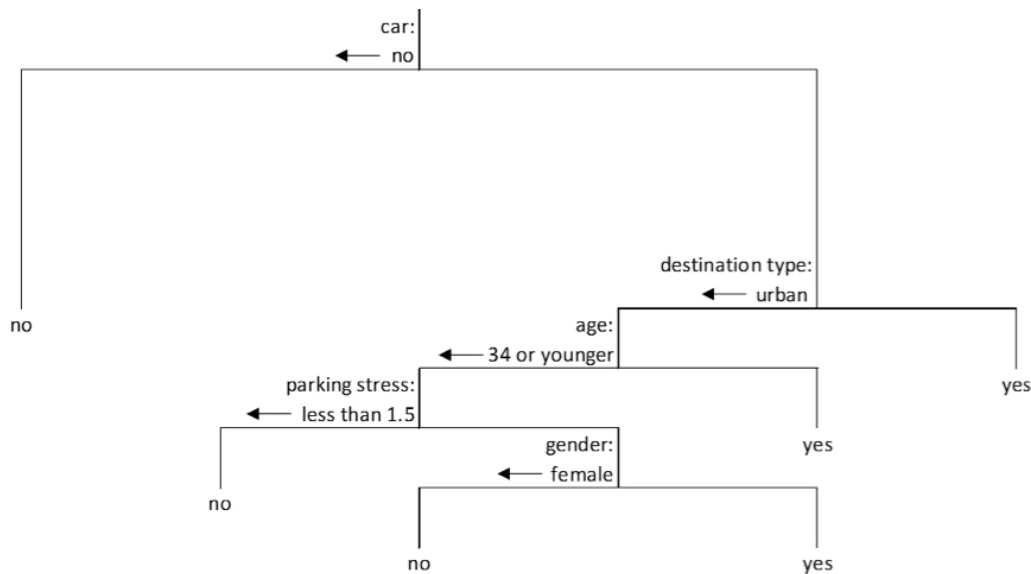 car:
no
destination type:
urban
no
age:
34 or younger
parking stress:
yes
less than 1.5
gender:
yes
female
no
no
yes